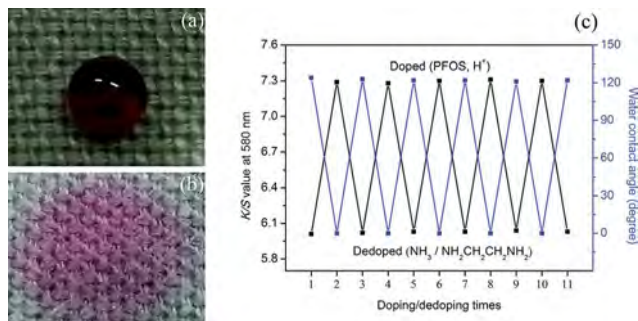 (a)
(b)
(c)
7.6
7.3
7.0
6.7
6.4
6.1
5.8
K/S value at 580 nm
Doped (PFOS, H⁺)
Dedoped (NH₃ / NH₂CH₂CH₂NH₂)
150
120
90
60
30
0
Water contact angle (degree)
1 2 3 4 5 6 7 8 9 10 11
Doping/dedoping times